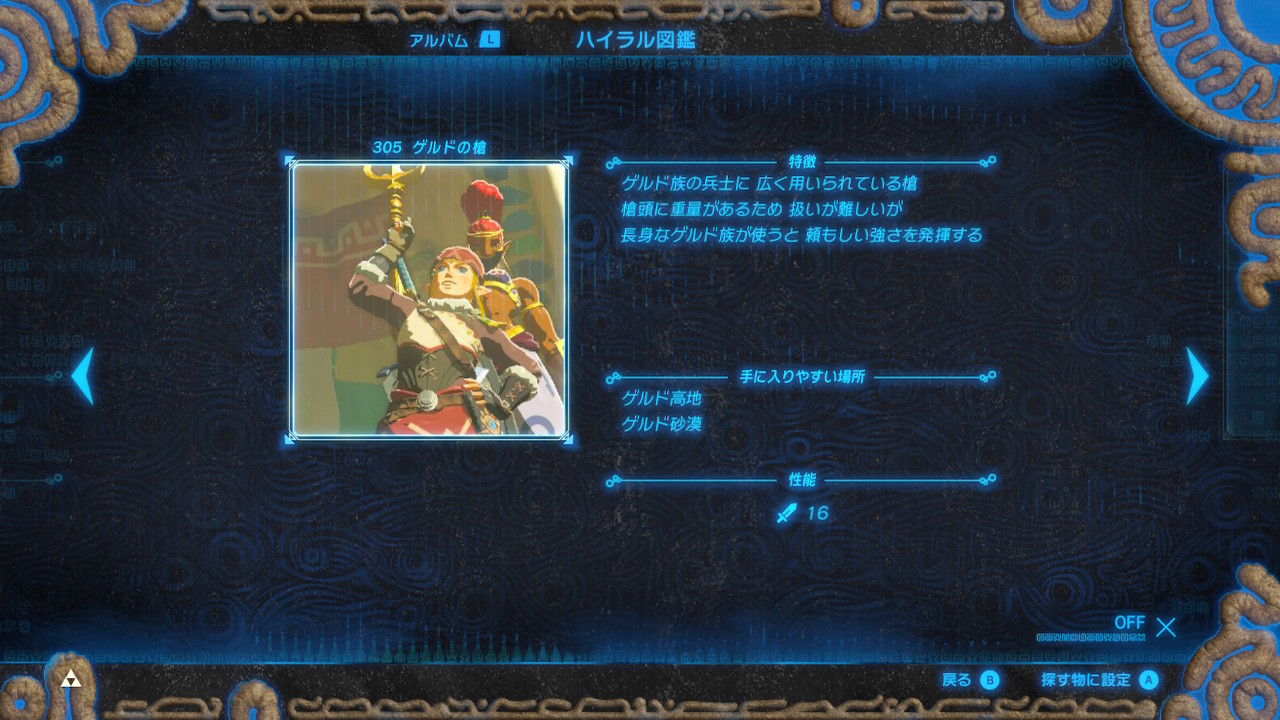 アルバム L
ハイラル図鑑
305 ゲルドの槍
特徴
ゲルド族の兵士に 広く用いられている槍
槍頭に重量があるため 扱いが難しいが
長身なゲルド族が使うと 頼もしい強さを発揮する
手に入りやすい場所
ゲルド高地
ゲルド砂漠
性能
16
OFF
戻る B
探す物に設定 A